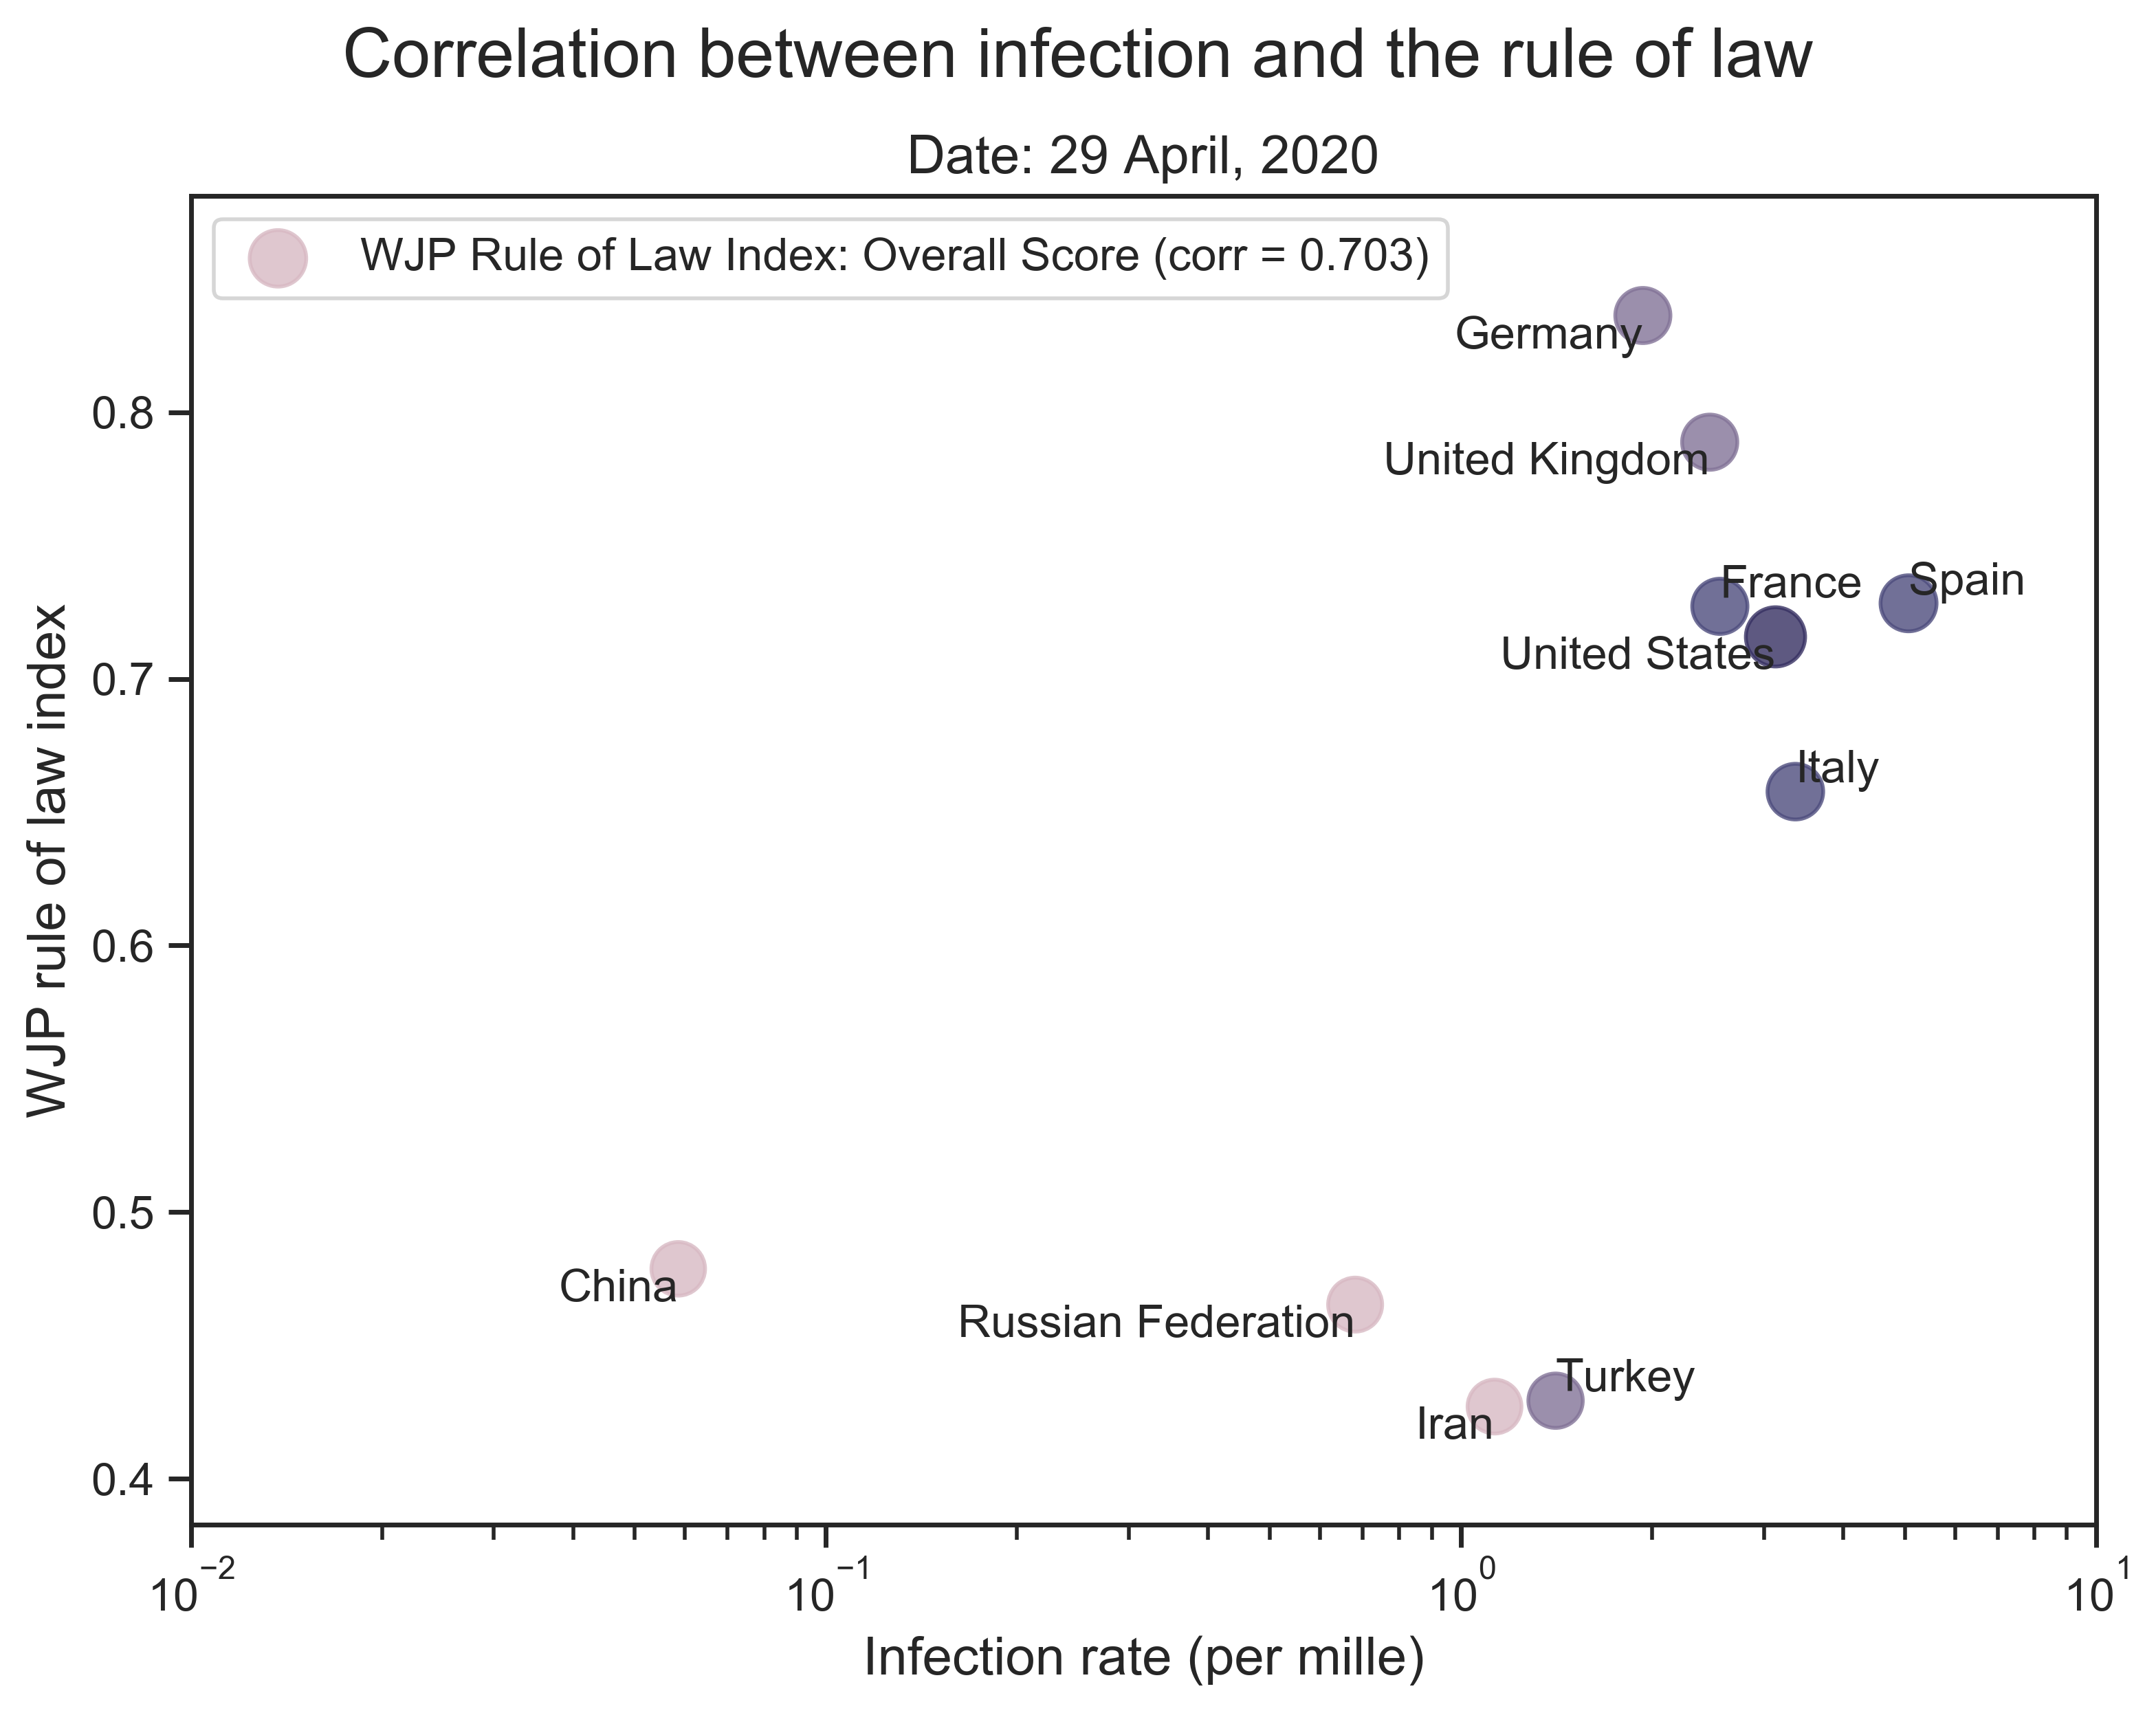 Correlation between infection and the rule of law
Date: 29 April, 2020
WJP Rule of Law Index: Overall Score (corr = 0.703)
Germany
United Kingdom
France
Spain
United States
Italy
China
Russian Federation
Turkey
Iran
WJP rule of law index
0.8
0.7
0.6
0.5
0.4
10⁻² 10⁻¹ 10⁰ 10¹
Infection rate (per mille)